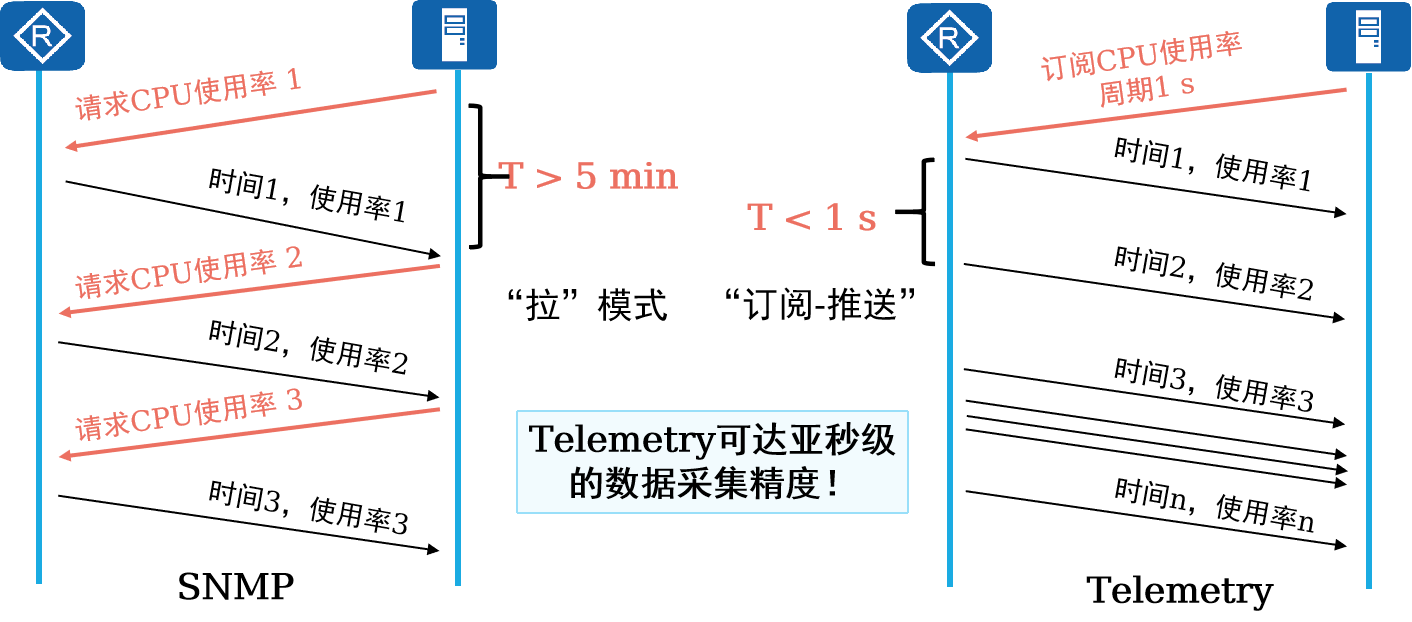 R
请求CPU使用率 1
时间1，使用率1
请求CPU使用率 2
时间2，使用率2
请求CPU使用率 3
时间3，使用率3
SNMP
T > 5 min
“拉”模式
T < 1 s
“订阅-推送”
Telemetry可达亚秒级
的数据采集精度！
R
订阅CPU使用率
周期1 s
时间1，使用率1
时间2，使用率2
时间3，使用率3
时间n，使用率n
Telemetry